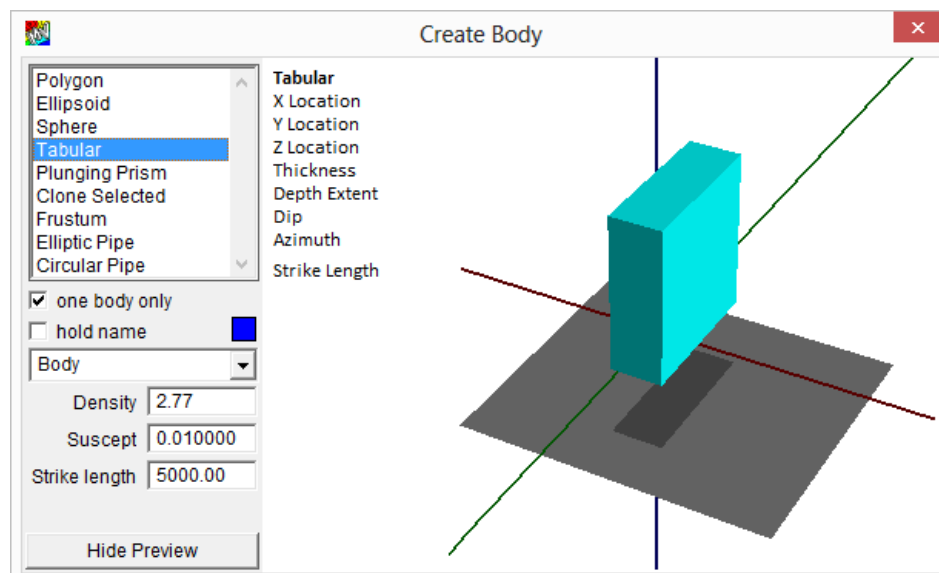 Create Body
Polygon
Ellipsoid
Sphere
Tabular
Plunging Prism
Clone Selected
Frustum
Elliptic Pipe
Circular Pipe
one body only
hold name
Body
Density 2.77
Suscept 0.010000
Strike length 5000.00
Hide Preview
Tabular
X Location
Y Location
Z Location
Thickness
Depth Extent
Dip
Azimuth
Strike Length